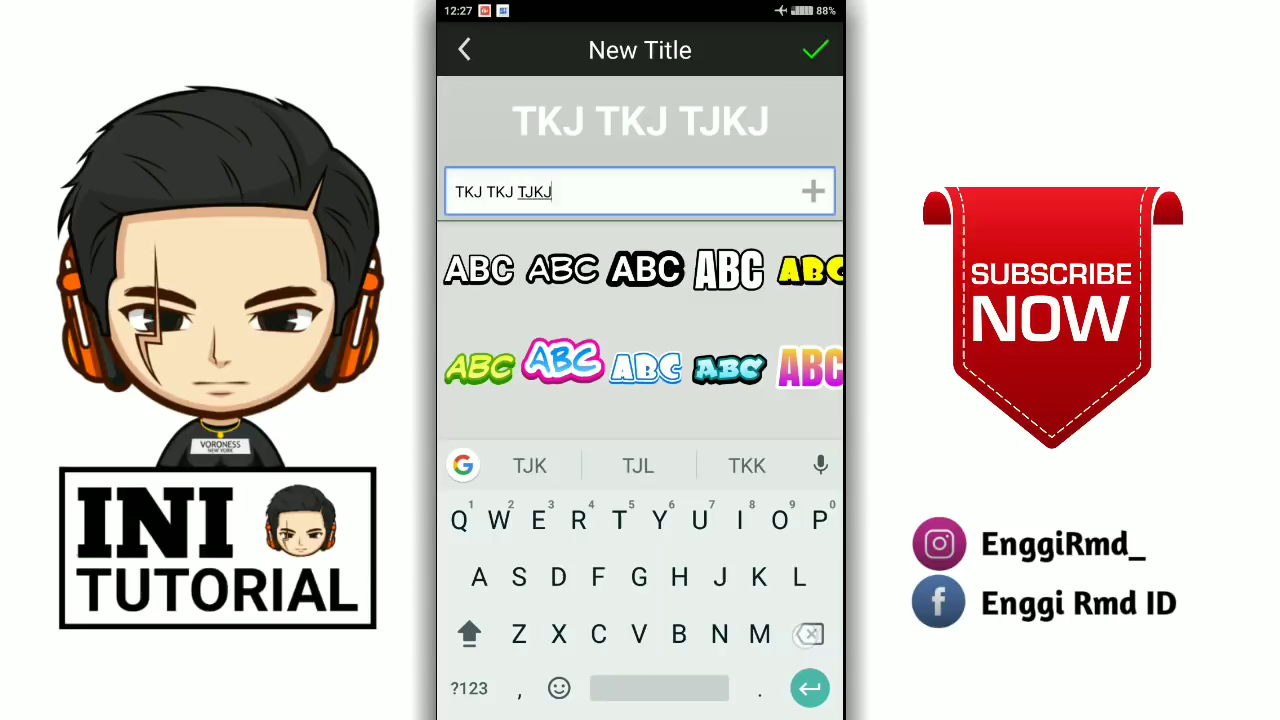 12:27
88%
New Title
TKJ TKJ TJKJ
TKJ TKJ TJKJ
ABC ABC ABC ABC ABC
ABC ABC ABC ABC ABC
G TJK TJL TKK
1 2 3 4 5 6 7 8 9 0
Q W E R T Y U I O P
A S D F G H J K L
Z X C V B N M
?123 , .
VORONESS
NEW YORK
INI
TUTORIAL
SUBSCRIBE
NOW
EnggiRmd_
f Enggi Rmd ID